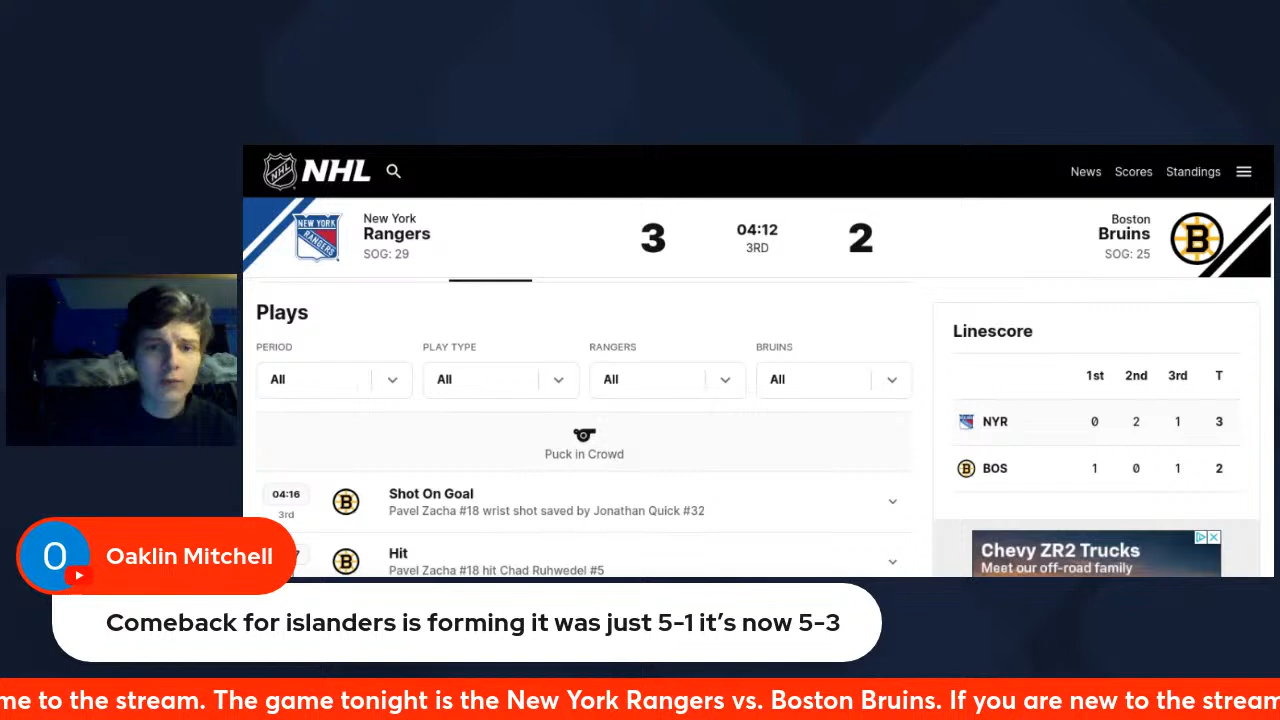 NHL
News Scores Standings
New York
Rangers
SOG: 29
3
04:12
3RD
2
Boston
Bruins
SOG: 25
NEW YORK
RANGERS
B
Plays
PERIOD PLAY TYPE RANGERS BRUINS
All All All All
Puck in Crowd
04:16
3rd
B
Shot On Goal
Pavel Zacha #18 wrist shot saved by Jonathan Quick #32
B
Hit
Pavel Zacha #18 hit Chad Ruhwedel #5
Linescore
1st 2nd 3rd T
NYR 0 2 1 3
BOS 1 0 1 2
Chevy ZR2 Trucks
Meet our off-road family
O
Oaklin Mitchell
Comeback for islanders is forming it was just 5-1 it’s now 5-3
me to the stream. The game tonight is the New York Rangers vs. Boston Bruins. If you are new to the stream